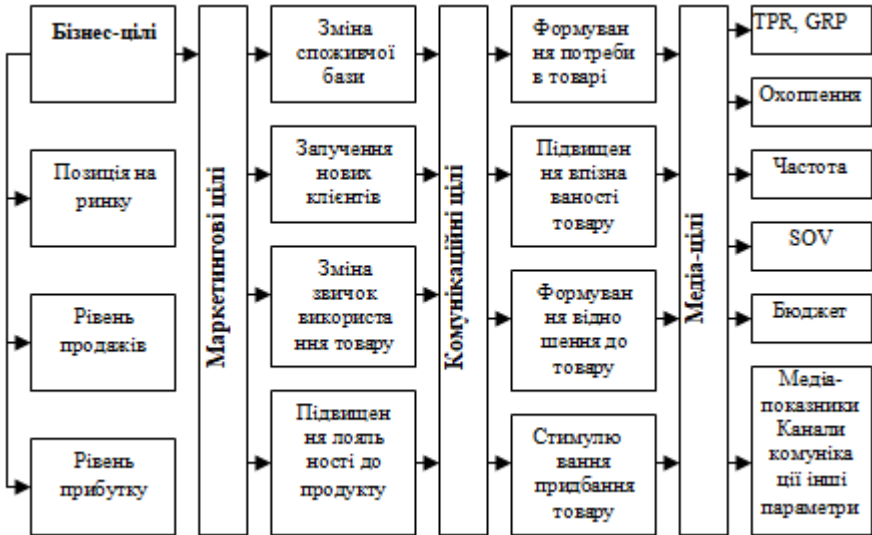 Бізнес-цілі
Позиція на
ринку
Рівень
продажів
Рівень
прибутку
Маркетингові цілі
Зміна
споживчої
бази
Залучення
нових
клієнтів
Зміна
звичок
використа
ння товару
Підвищен
ня лояль
ності до
продукту
Комунікаційні цілі
Формуван
ня потреби
в товарі
Підвищен
ня впізна
ваності
товару
Формуван
ня відно
шення до
товару
Стимулю
вання
придбання
товару
Медіа-цілі
TPR, GRP
Охоплення
Частота
SOV
Бюджет
Медіа-
показники
Канали
комуніка
ції інші
параметри